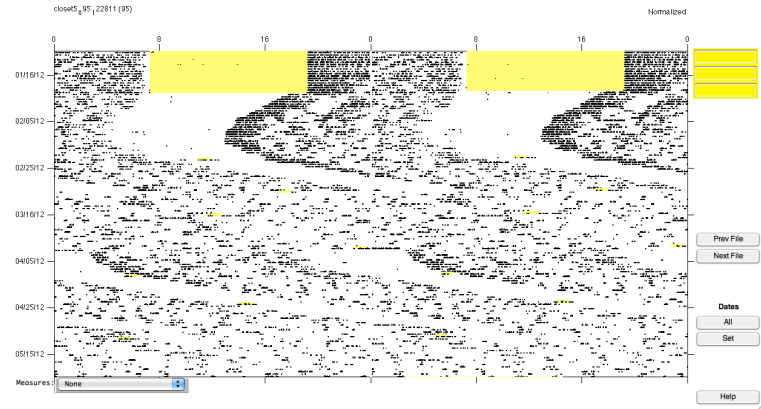 closet5_8 95_1 22811 (95)
Normalized
0 8 16 0 8 16 0
01/16/12
02/05/12
02/25/12
03/16/12
Prev File
Next File
04/05/12
04/25/12
Dates
All
Set
05/15/12
Measures: None
Help